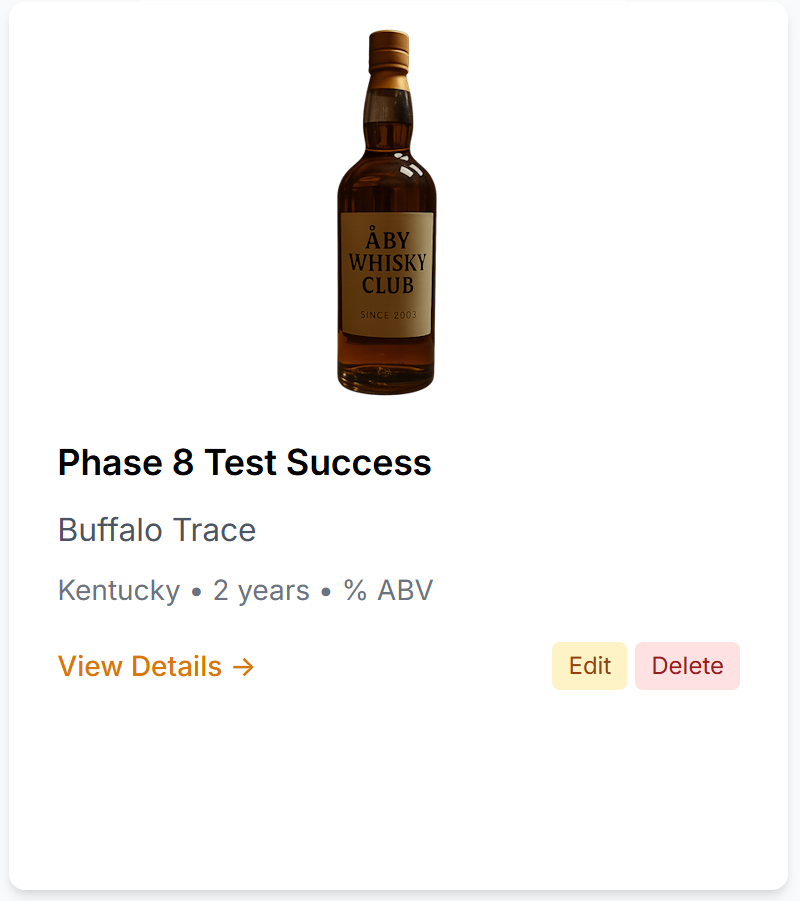 ÅBY
WHISKY
CLUB
SINCE 2003
Phase 8 Test Success
Buffalo Trace
Kentucky • 2 years • % ABV
View Details →
Edit
Delete